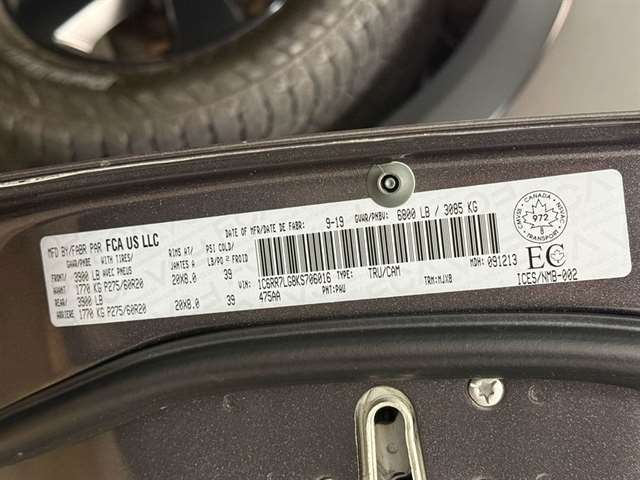 MFD BY/FABR PAR FCA US LLC
DATE OF MFR/DATE DE FABR: 9-19 GVWR/PNBV: 6800 LB / 3085 KG
GAWR/PNBE WITH TIRES/ RIMS AT/ PSI COLD/
AVEC PNEUS JANTES A LB/PO² FROID
FRONT/ 3900 LB
AVANT/ 1770 KG P275/60R20 20X8.0 39
REAR/ 3900 LB
ARRIERE 1770 KG P275/60R20 20X8.0 39
VIN: 1C6RR7LG8KS706016 TYPE: TRU/CAM MDH: 091213
475AA PNT: PAU TRM: MJX8
CANADA
972
8
TRANSPORTS
EC
ICES/NMB-002